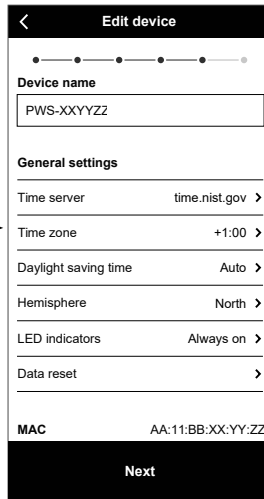 Edit device
Device name
PWS-XXYYZZ
General settings
Time server time.nist.gov
Time zone +1:00
Daylight saving time Auto
Hemisphere North
LED indicators Always on
Data reset
MAC AA:11:BB:XX:YY:ZZ
Next